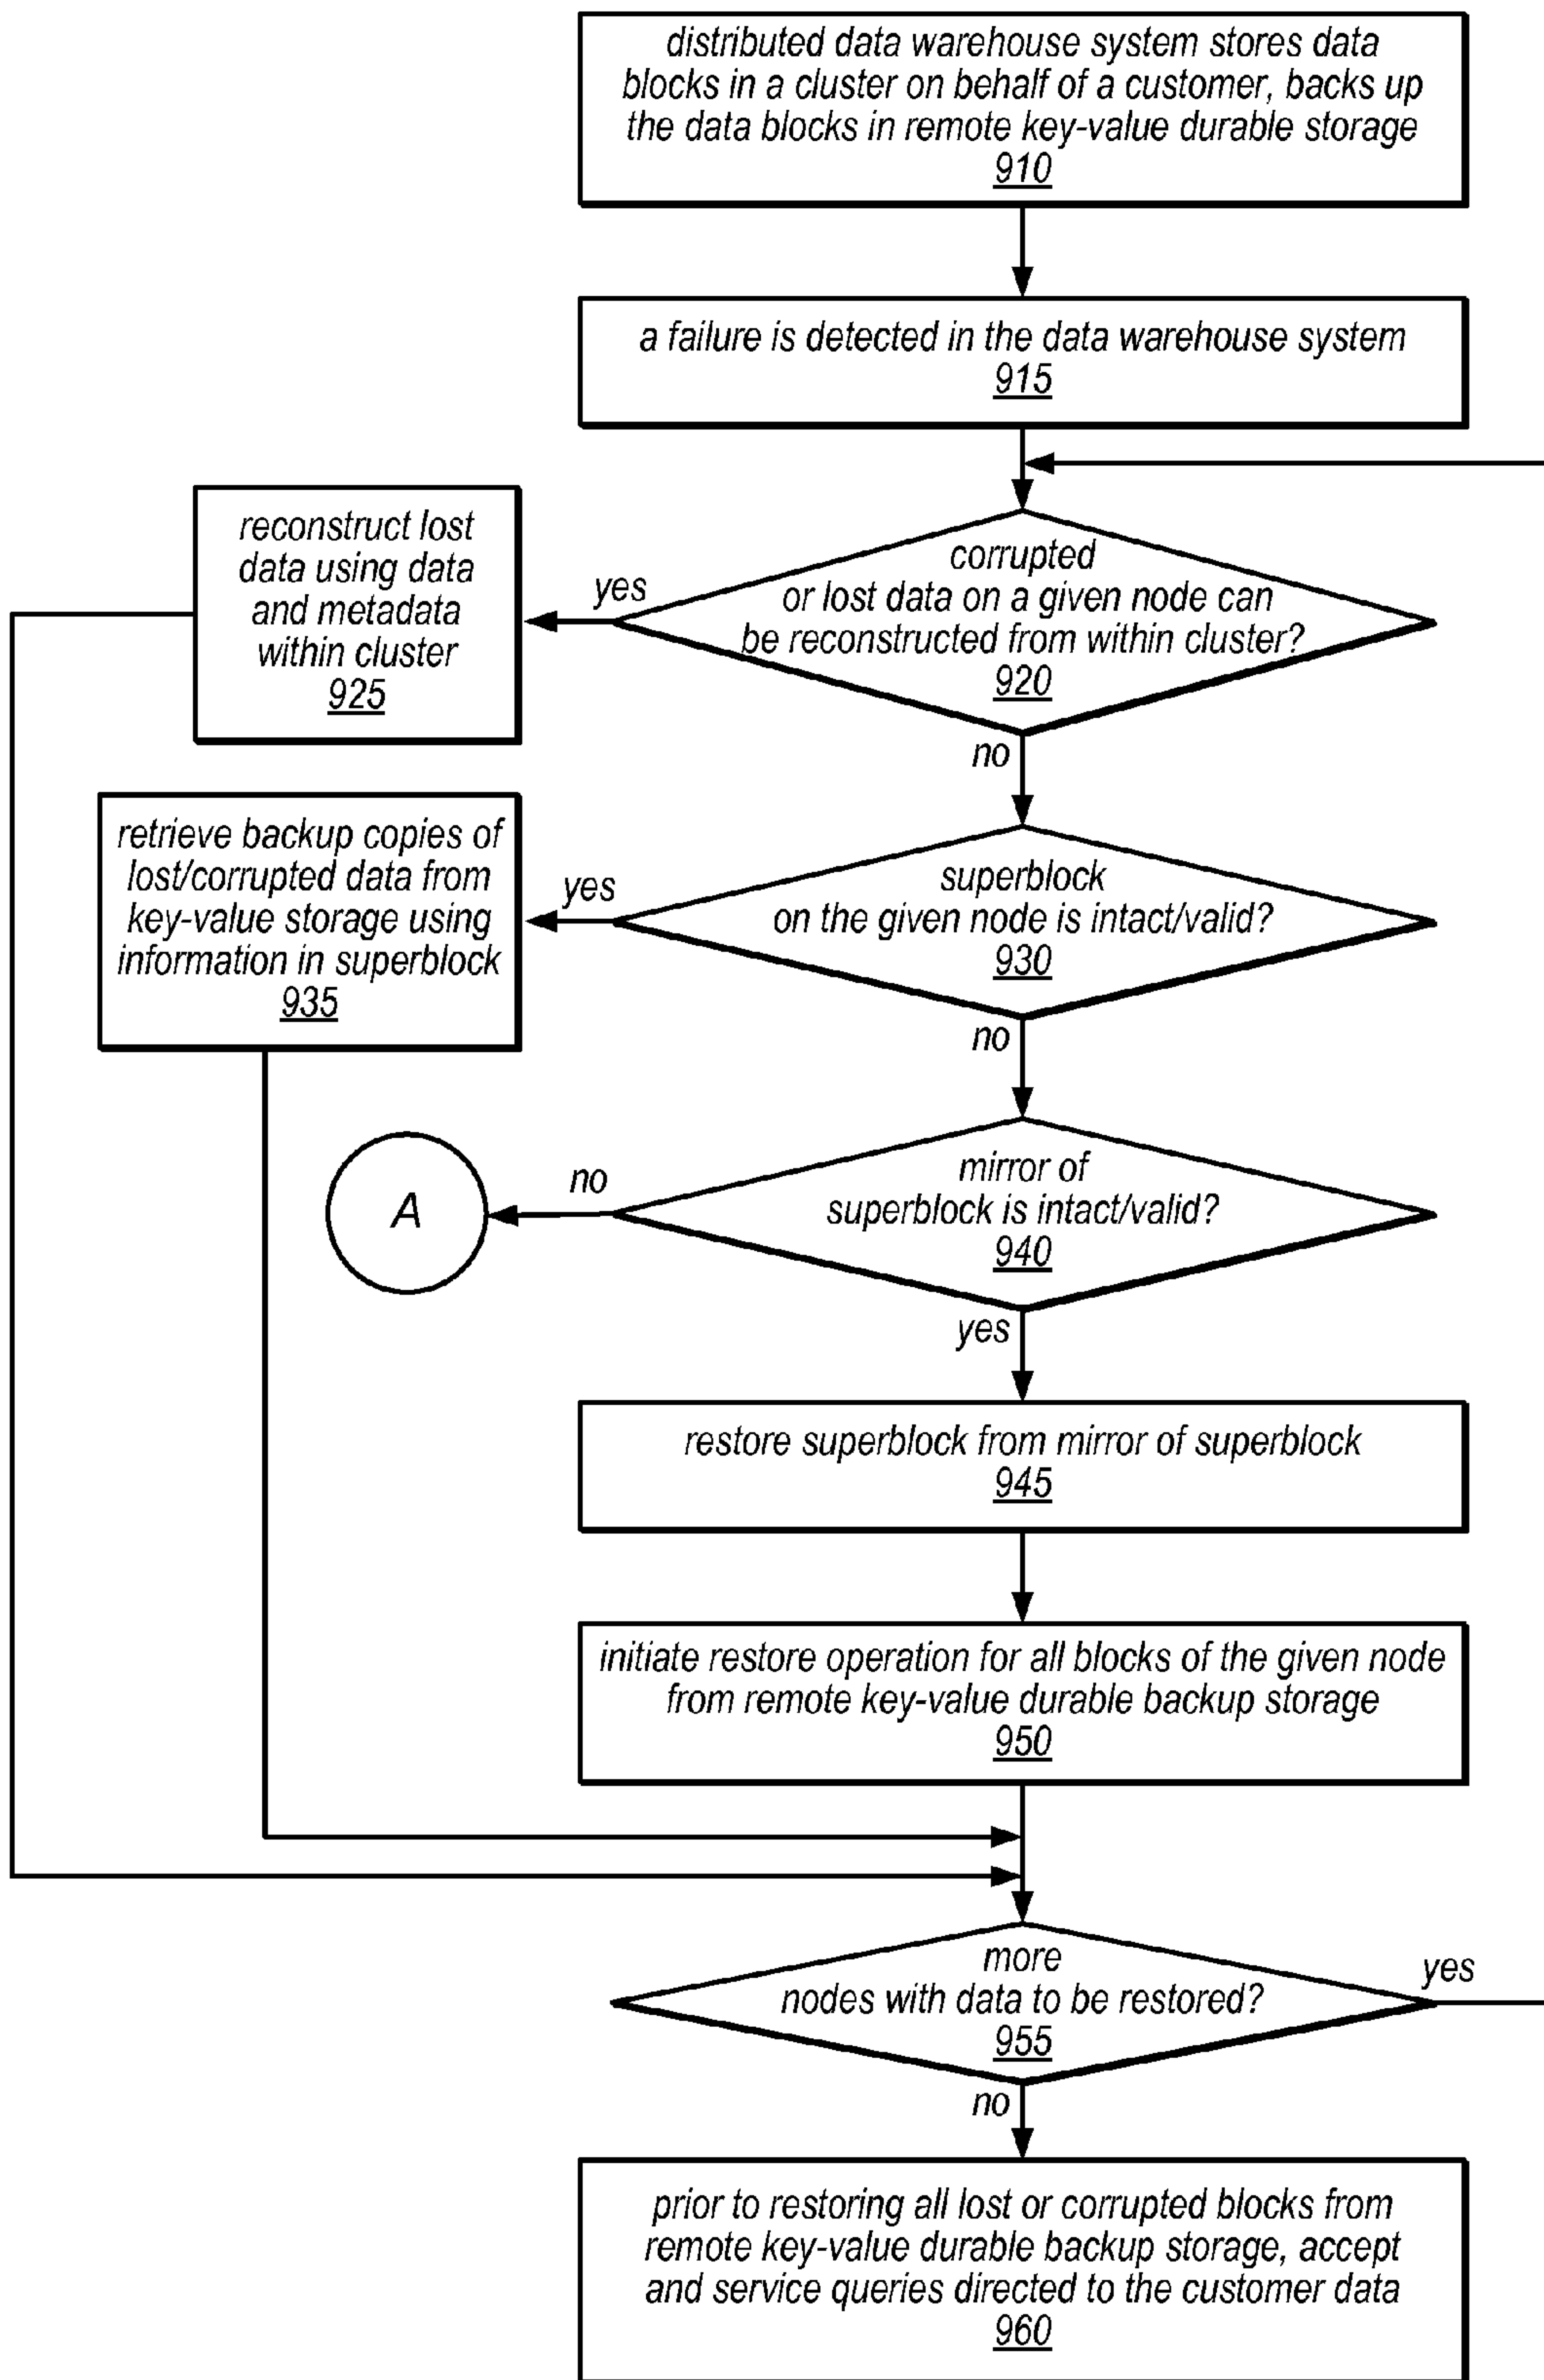 distributed data warehouse system stores data
blocks in a cluster on behalf of a customer, backs up
the data blocks in remote key-value durable storage
910
a failure is detected in the data warehouse system
915
corrupted
or lost data on a given node can
be reconstructed from within cluster?
920
yes
reconstruct lost
data using data
and metadata
within cluster
925
no
superblock
on the given node is intact/valid?
930
yes
retrieve backup copies of
lost/corrupted data from
key-value storage using
information in superblock
935
no
mirror of
superblock is intact/valid?
940
no
A
yes
restore superblock from mirror of superblock
945
initiate restore operation for all blocks of the given node
from remote key-value durable backup storage
950
more
nodes with data to be restored?
955
yes
no
prior to restoring all lost or corrupted blocks from
remote key-value durable backup storage, accept
and service queries directed to the customer data
960